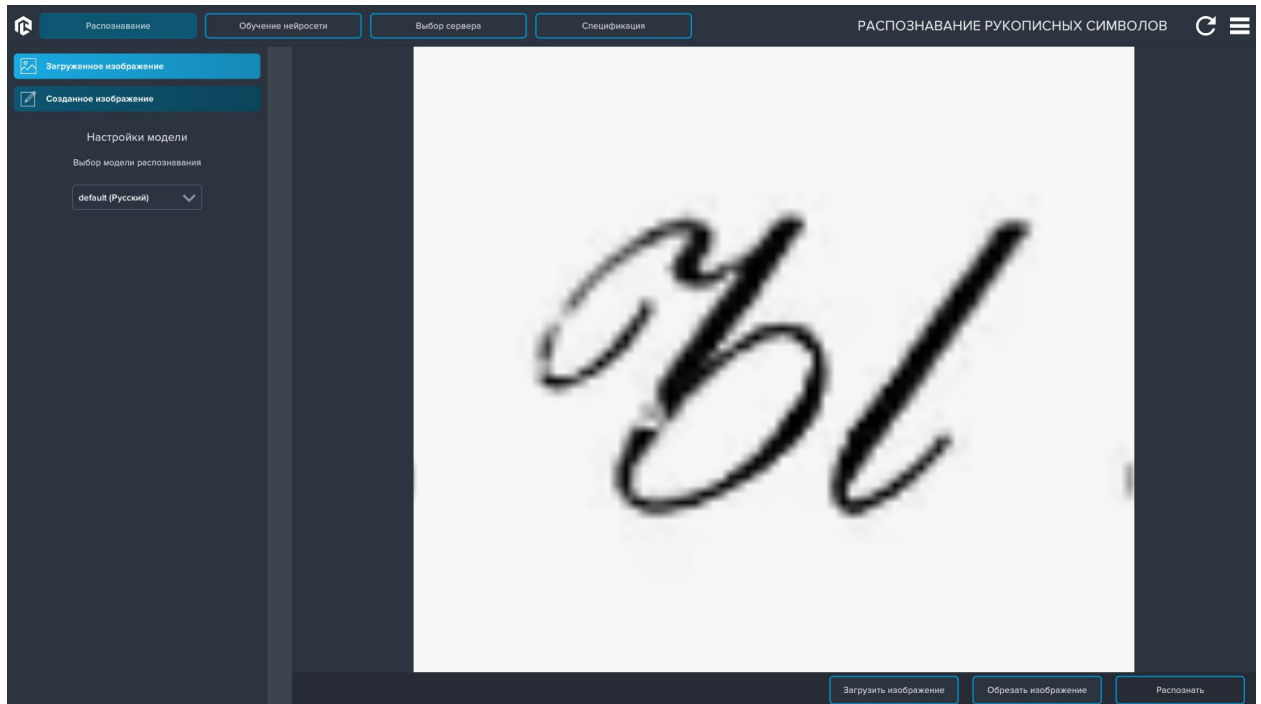 Распознавание
Обучение нейросети
Выбор сервера
Спецификация
РАСПОЗНАВАНИЕ РУКОПИСНЫХ СИМВОЛОВ
Загруженное изображение
Созданное изображение
Настройки модели
Выбор модели распознавания
default (Русский)
Ы
Загрузить изображение
Обрезать изображение
Распознать